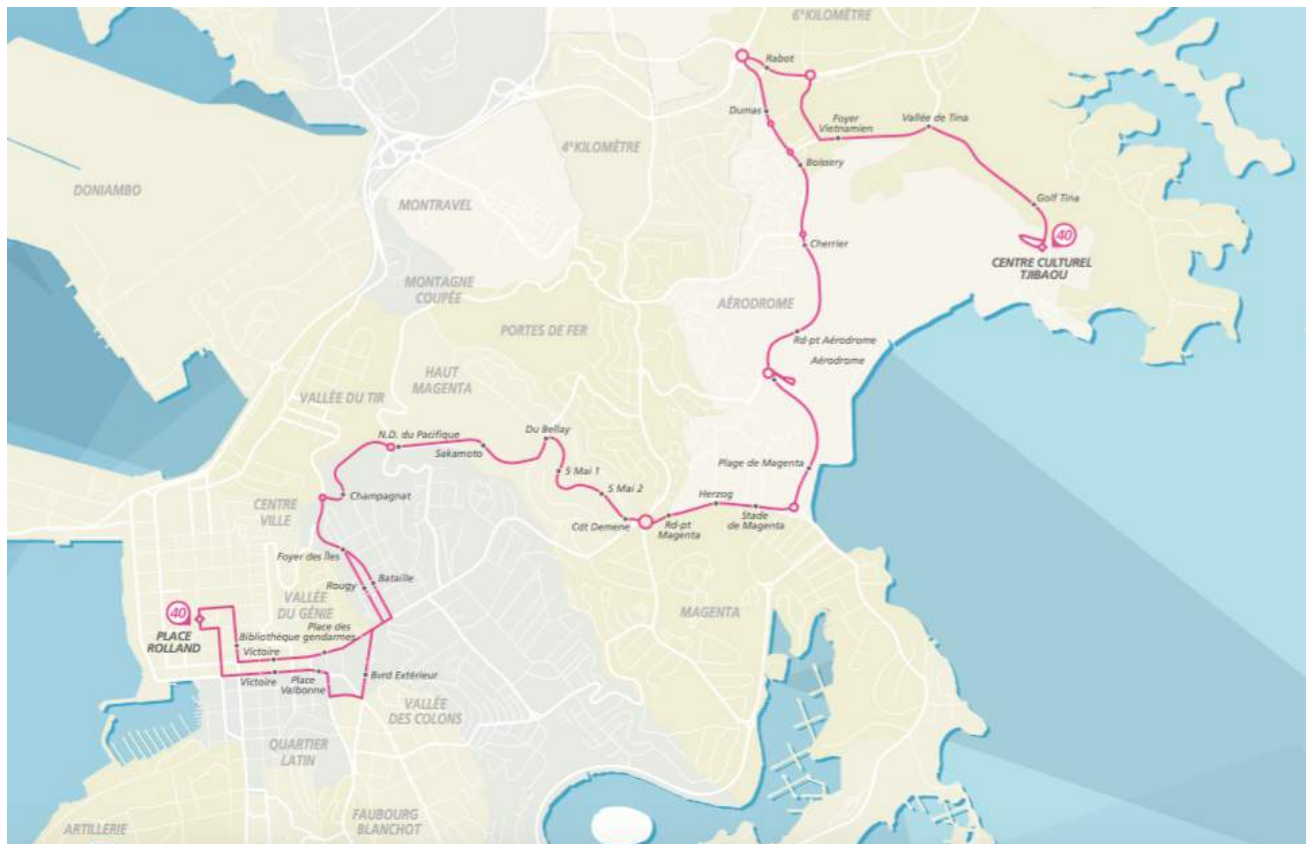 6°KILOMÈTRE
Rabot
Dumas
Foyer
Vietnamien
Vallée de Tina
4°KILOMÈTRE
Boissery
DONIAMBO
MONTRAVEL
Golf Tina
40
CENTRE CULTUREL
TJIBAOU
Cherrier
MONTAGNE
COUPÉE
AÉRODROME
PORTES DE FER
Rd-pt Aérodrome
Aérodrome
HAUT
MAGENTA
VALLÉE DU TIR
N.D. du Pacifique
Sakamoto
Du Bellay
5 Mai 1
5 Mai 2
Plage de Magenta
Champagnat
CENTRE
VILLE
Cdt Demene
Rd-pt
Magenta
Herzog
Stade
de Magenta
Foyer des Îles
Rougy
Bataille
VALLÉE
DU GÉNIE
MAGENTA
40
PLACE
ROLLAND
Place des
gendarmes
Bibliothèque
Victoire
Victoire
Place
Valbonne
Bvrd Extérieur
VALLÉE
DES COLONS
QUARTIER
LATIN
FAUBOURG
BLANCHOT
ARTILLERIE